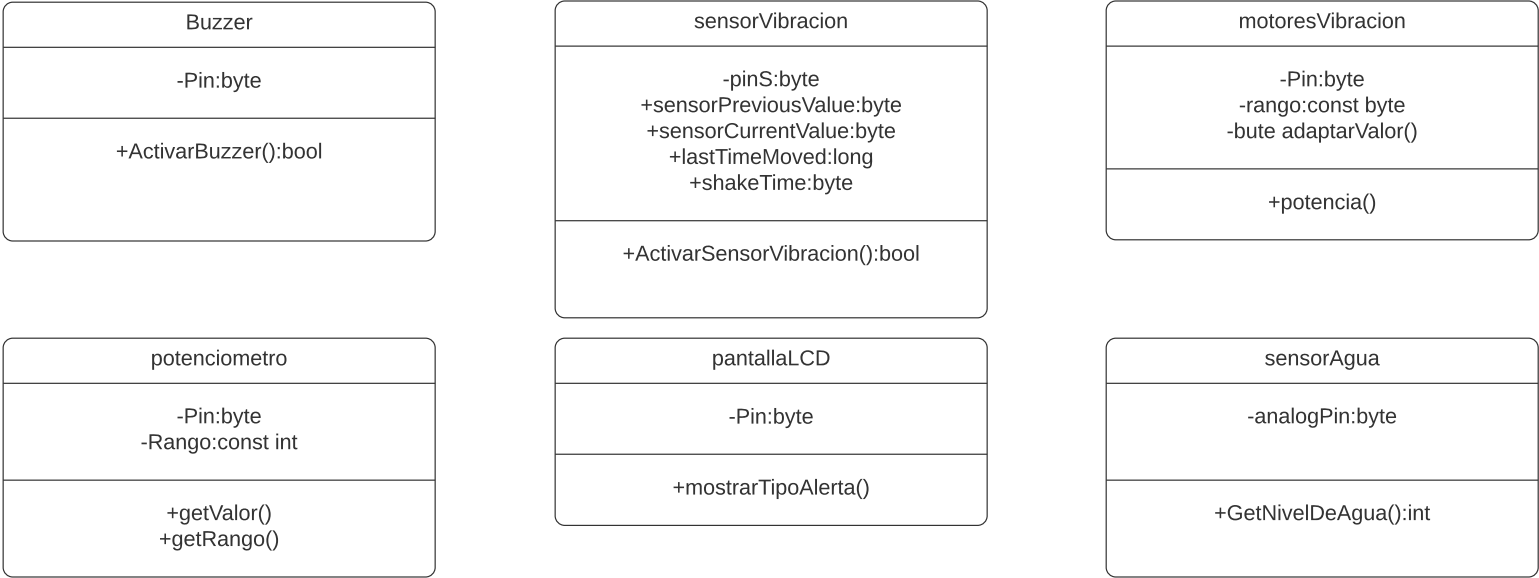 Buzzer
-Pin:byte
+ActivarBuzzer():bool
sensorVibracion
-pinS:byte
+sensorPreviousValue:byte
+sensorCurrentValue:byte
+lastTimeMoved:long
+shakeTime:byte
+ActivarSensorVibracion():bool
motoresVibracion
-Pin:byte
-rango:const byte
-bute adaptarValor()
+potencia()
potenciometro
-Pin:byte
-Rango:const int
+getValor()
+getRango()
pantallaLCD
-Pin:byte
+mostrarTipoAlerta()
sensorAgua
-analogPin:byte
+GetNivelDeAgua():int